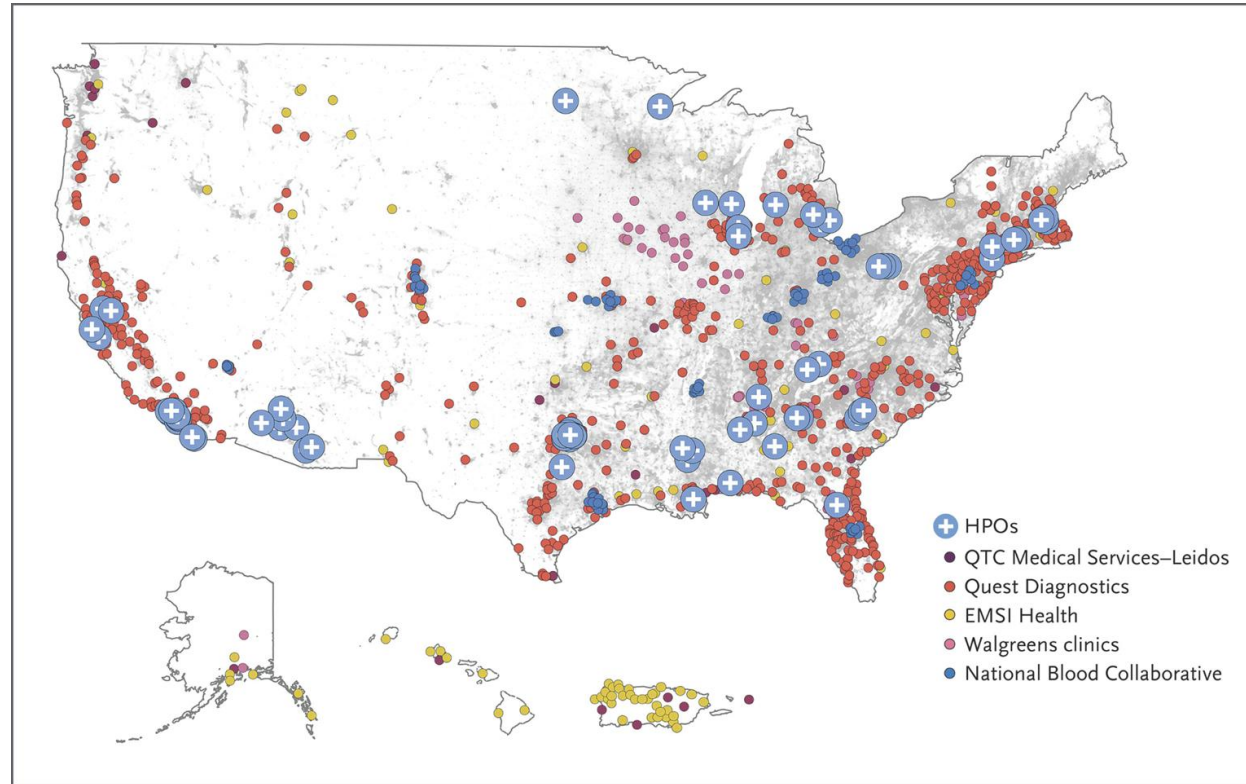 HPOs
QTC Medical Services–Leidos
Quest Diagnostics
EMSI Health
Walgreens clinics
National Blood Collaborative